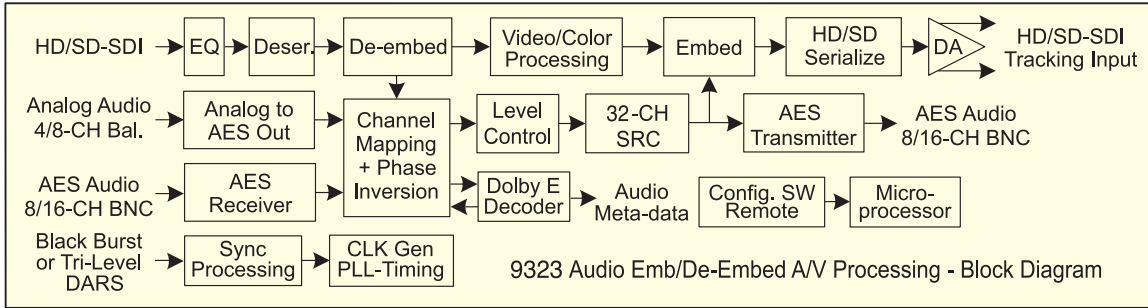 HD/SD-SDI
EQ
Deser.
De-embed
Video/Color
Processing
Embed
HD/SD
Serialize
DA
HD/SD-SDI
Tracking Input
Analog Audio
4/8-CH Bal.
Analog to
AES Out
Channel
Mapping
+ Phase
Inversion
Level
Control
32-CH
SRC
AES
Transmitter
AES Audio
8/16-CH BNC
AES Audio
8/16-CH BNC
AES
Receiver
Dolby E
Decoder
Audio
Meta-data
Config. SW
Remote
Micro-
processor
Black Burst
or Tri-Level
DARS
Sync
Processing
CLK Gen
PLL-Timing
9323 Audio Emb/De-Embed A/V Processing - Block Diagram